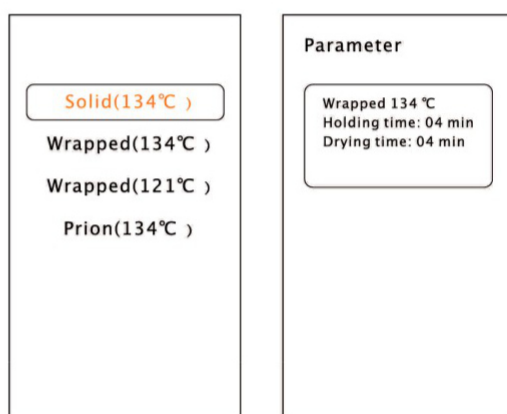 Solid(134℃ )
Wrapped(134℃ )
Wrapped(121℃ )
Prion(134℃ )
Parameter
Wrapped 134 ℃
Holding time: 04 min
Drying time: 04 min